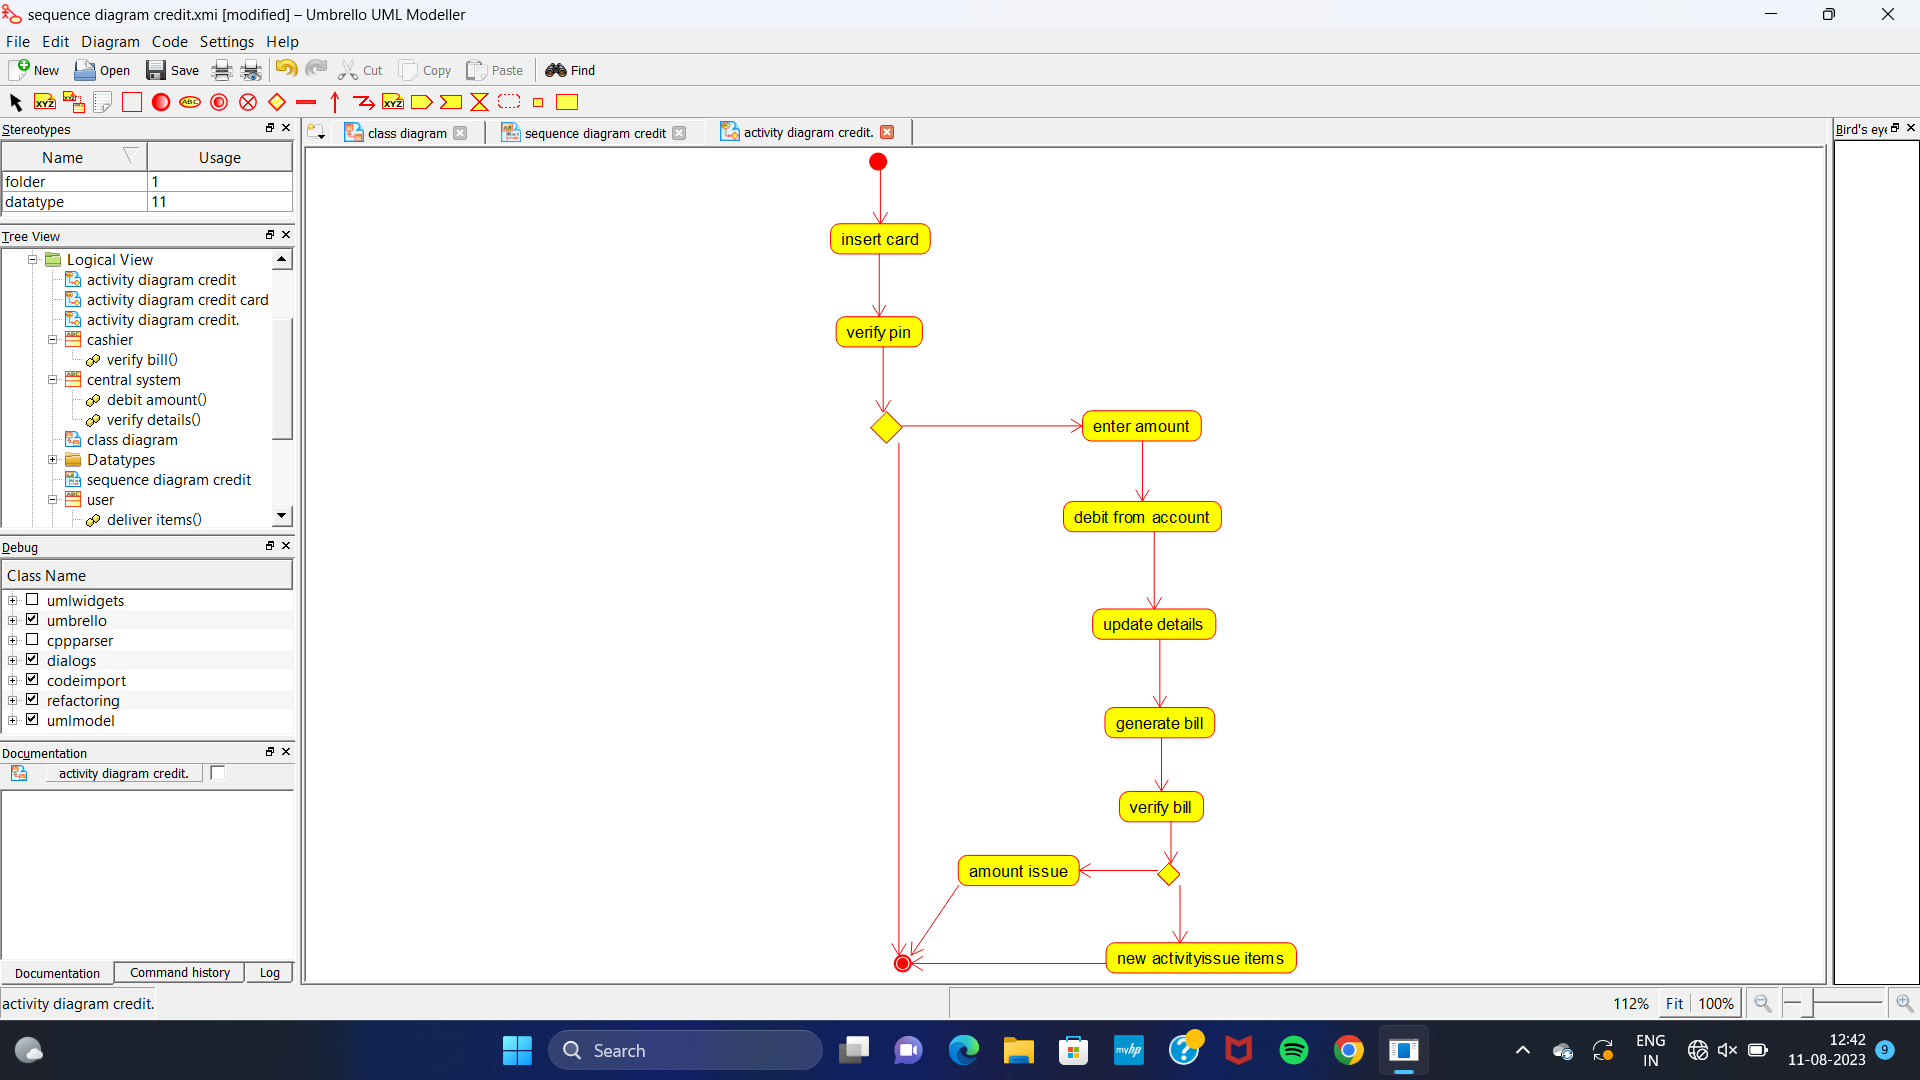 sequence diagram credit.xmi [modified] – Umbrello UML Modeller
File Edit Diagram Code Settings Help
New Open Save Cut Copy Paste Find
XYZ ABC XYZ
Stereotypes
Name Usage
folder 1
datatype 11
Tree View
Logical View
activity diagram credit
activity diagram credit card
activity diagram credit.
cashier
verify bill()
central system
debit amount()
verify details()
class diagram
Datatypes
sequence diagram credit
user
deliver items()
Debug
Class Name
umlwidgets
umbrello
cppparser
dialogs
codeimport
refactoring
umlmodel
Documentation
activity diagram credit.
Documentation Command history Log
class diagram sequence diagram credit activity diagram credit.
Bird's eye
insert card
verify pin
enter amount
debit from account
update details
generate bill
verify bill
amount issue
new activityissue items
activity diagram credit.
112% Fit 100%
Search
myhp
ENG
IN
12:42
11-08-2023
9